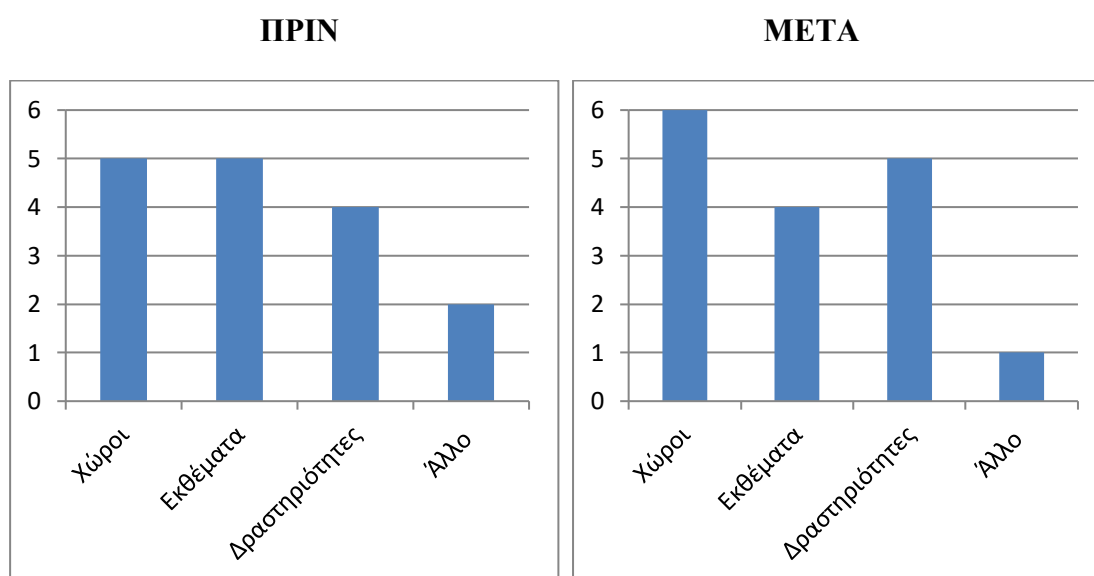 ΠΡΙΝ
ΜΕΤΑ
6
5
4
3
2
1
0
Χώροι
Εκθέματα
Δραστηριότητες
Άλλο
6
5
4
3
2
1
0
Χώροι
Εκθέματα
Δραστηριότητες
Άλλο